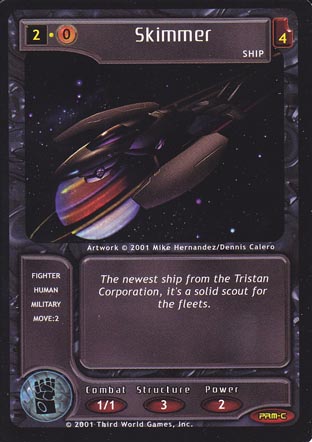 2 • 0
Skimmer
4
SHIP
Artwork © 2001 Mike Hernandez/Dennis Calero
FIGHTER
HUMAN
MILITARY
MOVE:2
The newest ship from the Tristan
Corporation, it's a solid scout for
the fleets.
Combat Structure Power
1/1 3 2
PRM-C
© 2001 Third World Games, Inc.